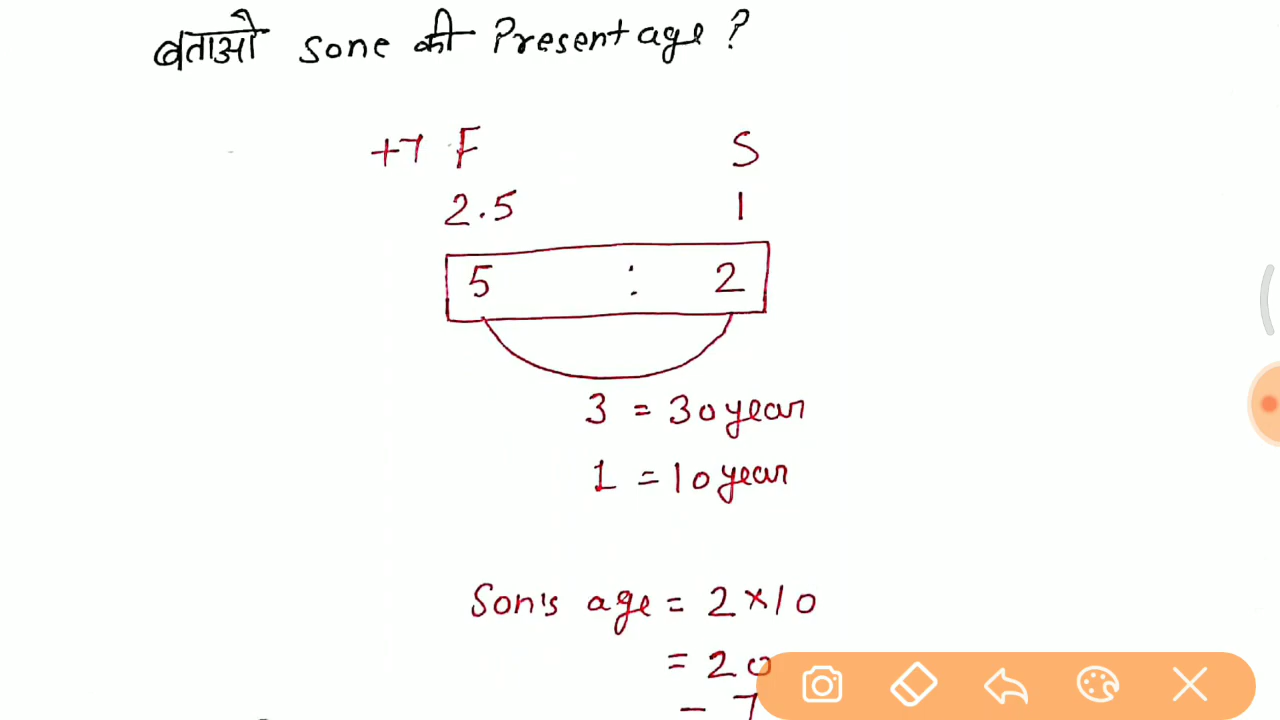 बताओ Sone की Present age ?
+7 F S
2.5 1
5 : 2
3 = 30 year
1 = 10 year
Son's age = 2×10
= 20
- 7